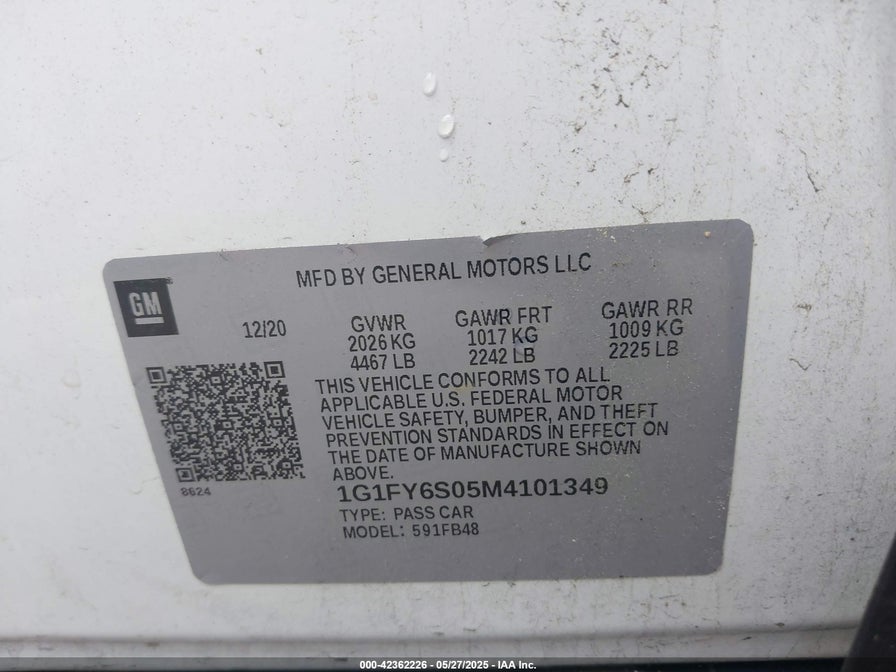 MFD BY GENERAL MOTORS LLC
GM
12/20
GVWR
2026 KG
4467 LB
GAWR FRT
1017 KG
2242 LB
GAWR RR
1009 KG
2225 LB
THIS VEHICLE CONFORMS TO ALL
APPLICABLE U.S. FEDERAL MOTOR
VEHICLE SAFETY, BUMPER, AND THEFT
PREVENTION STANDARDS IN EFFECT ON
THE DATE OF MANUFACTURE SHOWN
ABOVE.
8624
1G1FY6S05M4101349
TYPE: PASS CAR
MODEL: 591FB48
000-42362226 - 05/27/2025 - IAA Inc.